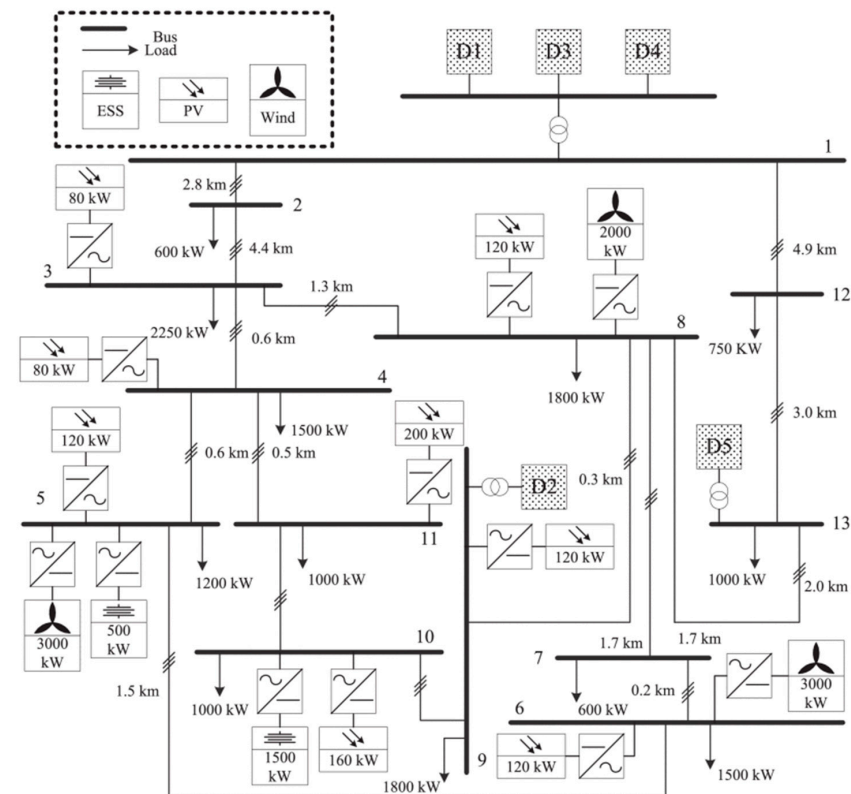 Bus
Load
ESS
PV
Wind
D1
D3
D4
1
2.8 km
2
80 kW
600 kW
4.4 km
3
1.3 km
120 kW
2000
kW
4.9 km
12
2250 kW
0.6 km
8
750 KW
80 kW
4
1800 kW
1500 kW
3.0 km
120 kW
0.6 km
0.5 km
200 kW
0.3 km
D5
D2
5
11
120 kW
13
1200 kW
1000 kW
1000 kW
2.0 km
3000
kW
500
kW
10
1.7 km
1.7 km
7
1.5 km
1000 kW
600 kW
0.2 km
3000
kW
6
1500
kW
160 kW
9
120 kW
1500 kW
1800 kW